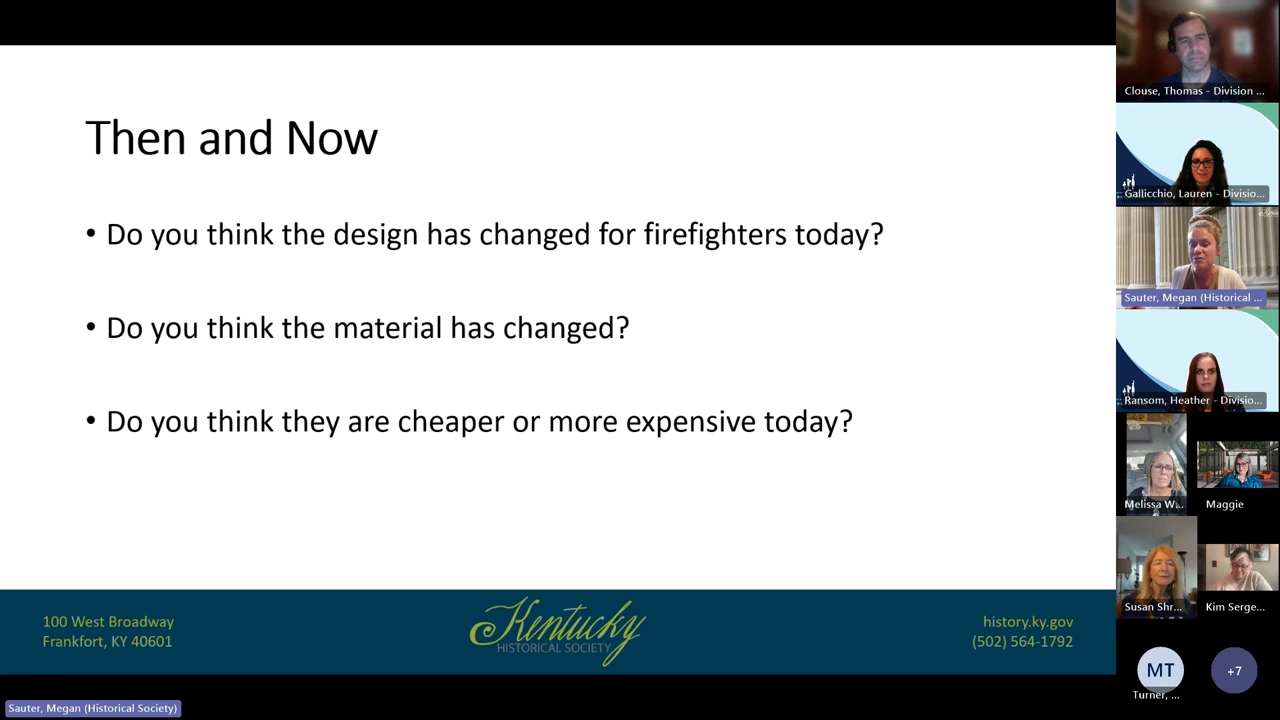 Then and Now
• Do you think the design has changed for firefighters today?
• Do you think the material has changed?
• Do you think they are cheaper or more expensive today?
100 West Broadway
Frankfort, KY 40601
Kentucky
HISTORICAL SOCIETY
history.ky.gov
(502) 564-1792
Sauter, Megan (Historical Society)
Clouse, Thomas - Division ...
Gallicchio, Lauren - Divisio...
Sauter, Megan (Historical ...
Ransom, Heather - Divisio...
Melissa W...
Maggie
Susan Shr...
Kim Serge...
MT
Turner, ...
+7